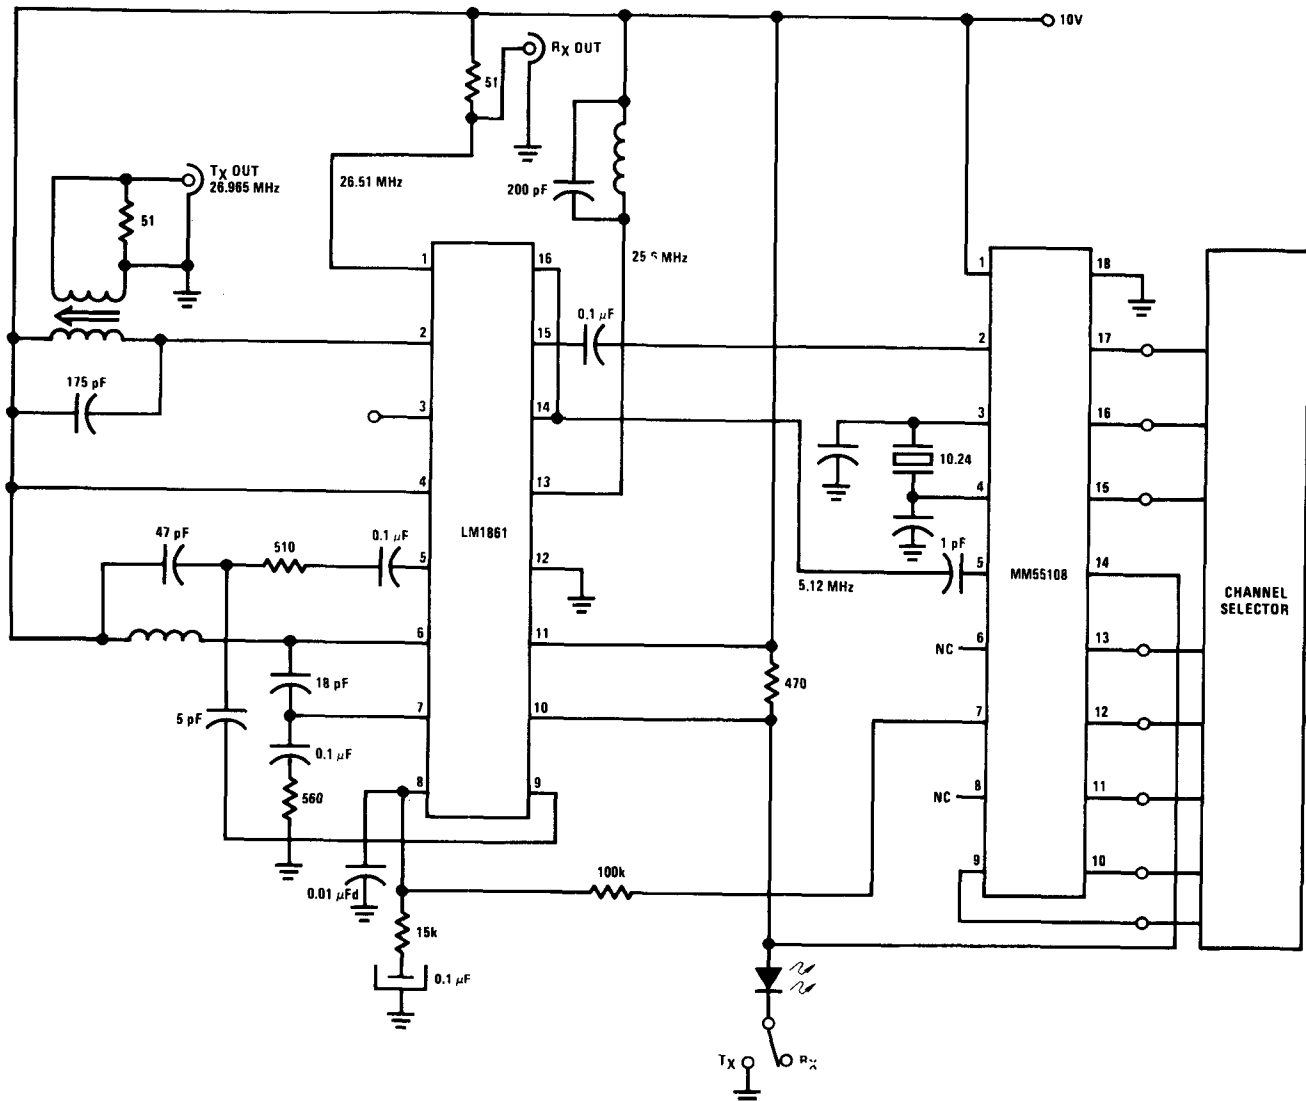 10V
RX OUT
51
TX OUT
26.965 MHz
51
26.51 MHz
200 pF
1
16
25.6 MHz
1
18
2
15
0.1 µF
2
17
175 pF
3
14
3
16
10.24
4
13
4
15
LM1861
47 pF
510
0.1 µF
5
12
1 pF
5
14
5.12 MHz
MM55108
CHANNEL
SELECTOR
6
11
NC
6
13
18 pF
470
5 pF
7
10
7
12
0.1 µF
560
8
9
NC
8
11
9
10
100k
0.01 µFd
15k
0.1 µF
TX
RX